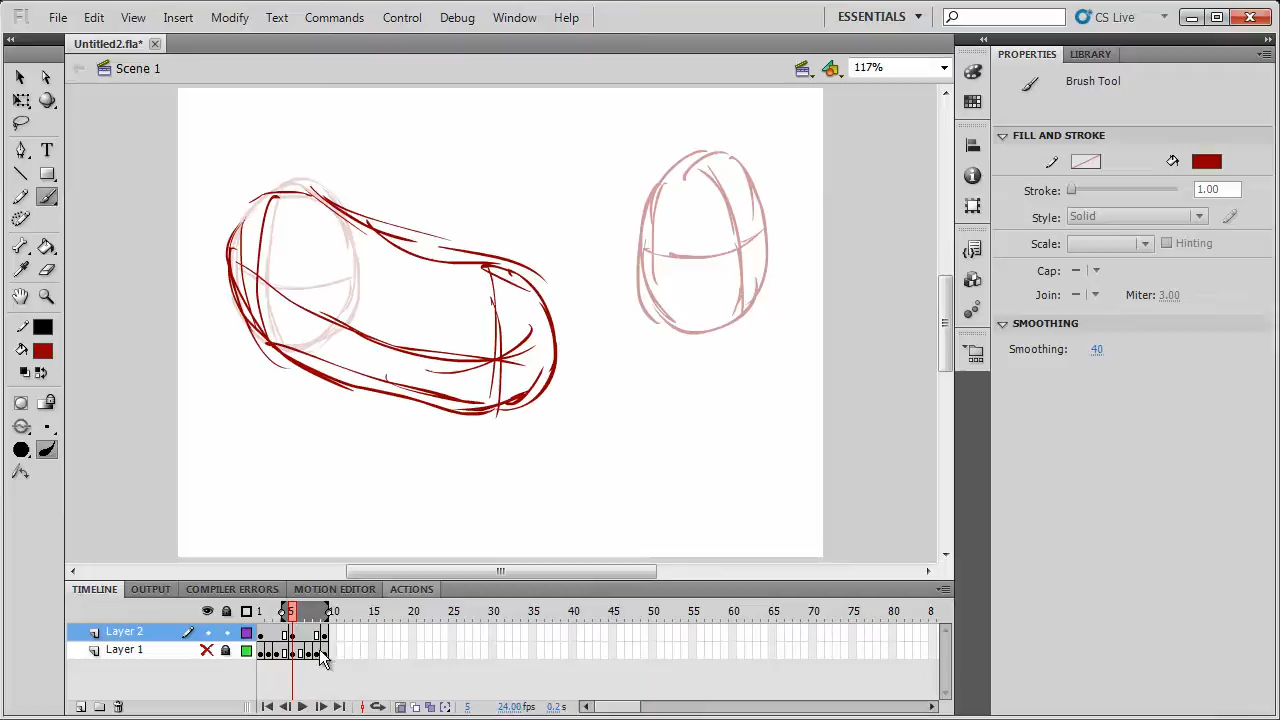 Fl File Edit View Insert Modify Text Commands Control Debug Window Help ESSENTIALS CS Live
Untitled2.fla*
Scene 1 117%
PROPERTIES LIBRARY
Brush Tool
FILL AND STROKE
Stroke: 1.00
Style: Solid
Scale: Hinting
Cap:
Join: Miter: 3.00
SMOOTHING
Smoothing: 40
TIMELINE OUTPUT COMPILER ERRORS MOTION EDITOR ACTIONS
1 5 10 15 20 25 30 35 40 45 50 55 60 65 70 75 80 8
Layer 2
Layer 1
5 24.00fps 0.2s